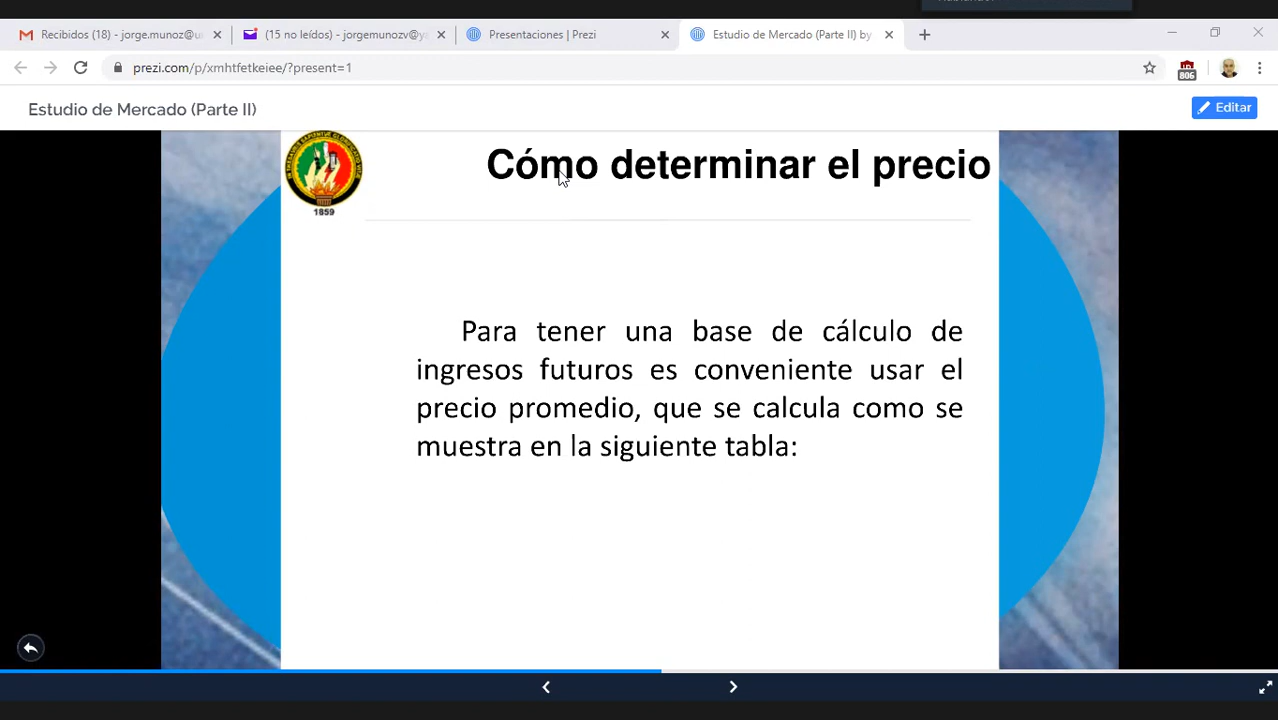 Recibidos (18) - jorge.munoz@u
(15 no leídos) - jorgemunozv@y
Presentaciones | Prezi
Estudio de Mercado (Parte II) by
prezi.com/p/xmhtfetkeiee/?present=1
806
Estudio de Mercado (Parte II)
Editar
1859
Cómo determinar el precio
Para tener una base de cálculo de
ingresos futuros es conveniente usar el
precio promedio, que se calcula como se
muestra en la siguiente tabla: